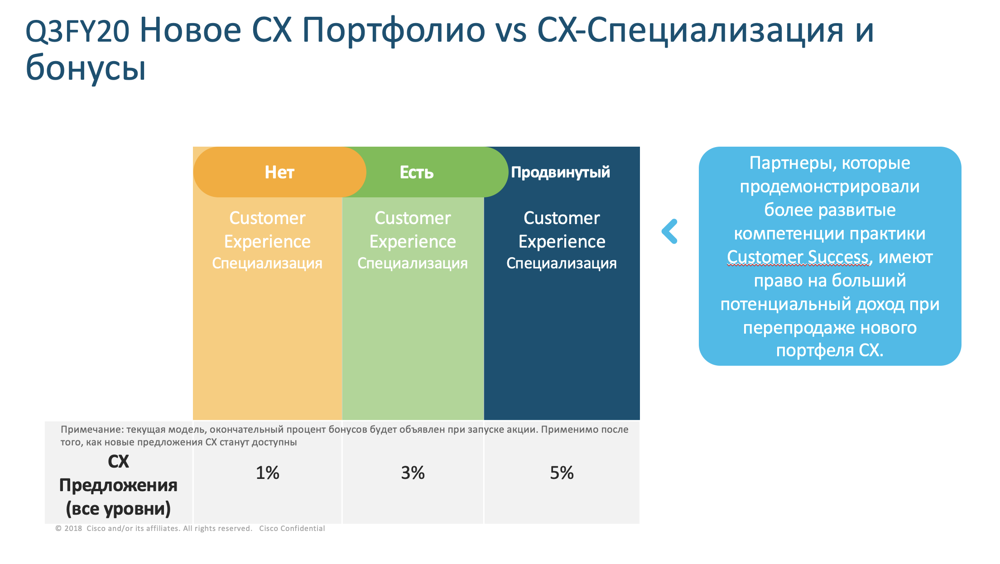 Q3FY20 Новое CX Портфолио vs CX-Специализация и
бонусы
Нет
Есть
Продвинутый
Customer
Experience
Специализация
Customer
Experience
Специализация
Customer
Experience
Специализация
Партнеры, которые
продемонстрировали
более развитые
компетенции практики
Customer Success, имеют
право на больший
потенциальный доход при
перепродаже нового
портфеля CX.
Примечание: текущая модель, окончательный процент бонусов будет объявлен при запуске акции. Применимо после
того, как новые предложения CX станут доступны
CX
Предложения
(все уровни)
1%
3%
5%
© 2018 Cisco and/or its affiliates. All rights reserved. Cisco Confidential